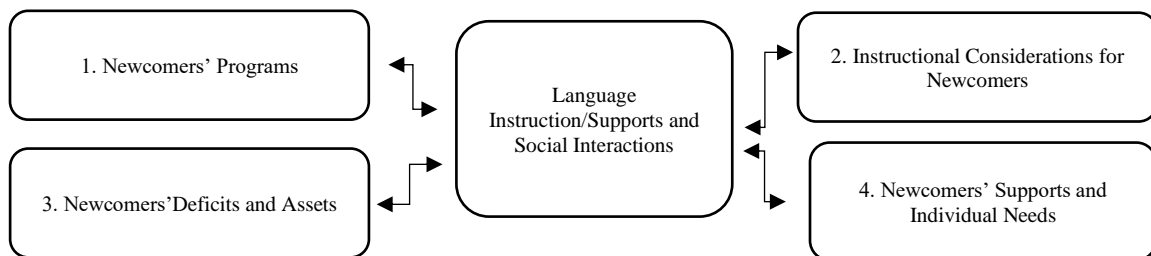 1. Newcomers' Programs
2. Instructional Considerations for
Newcomers
Language
Instruction/Supports and
Social Interactions
3. Newcomers'Deficits and Assets
4. Newcomers' Supports and
Individual Needs